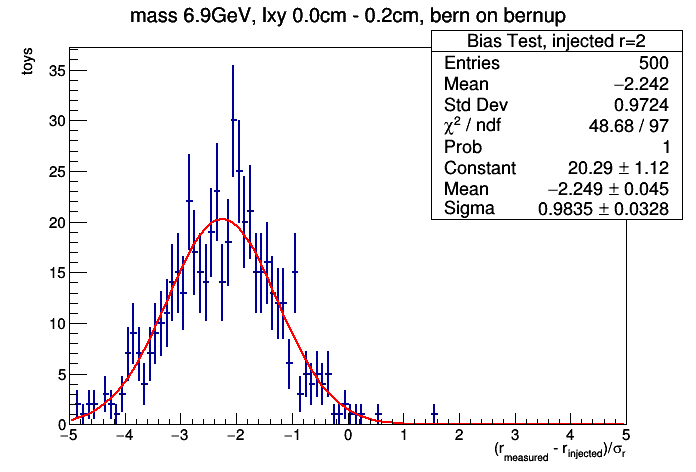 mass 6.9GeV, lxy 0.0cm - 0.2cm, bern on bernup
Bias Test, injected r=2
Entries 500
Mean −2.242
Std Dev 0.9724
χ² / ndf 48.68 / 97
Prob 1
Constant 20.29 ± 1.12
Mean −2.249 ± 0.045
Sigma 0.9835 ± 0.0328
toys
35
30
25
20
15
10
5
0
−5 −4 −3 −2 −1 0 1 2 3 4 5
(r_measured - r_injected)/σ_r